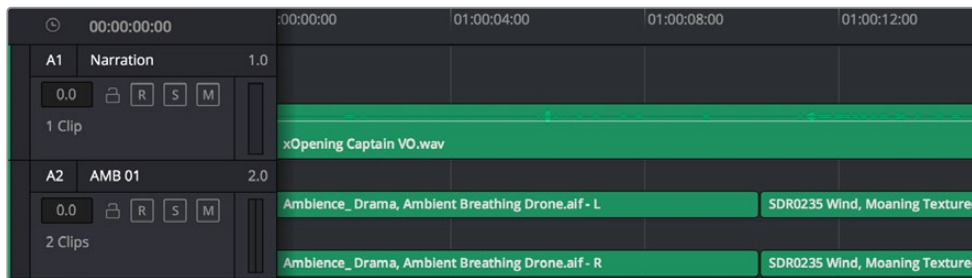 00:00:00:00 :00:00:00 01:00:04:00 01:00:08:00 01:00:12:00
A1 Narration 1.0
0.0 R S M
1 Clip
xOpening Captain VO.wav
A2 AMB 01 2.0
Ambience_ Drama, Ambient Breathing Drone.aif - L SDR0235 Wind, Moaning Texture
0.0 R S M
2 Clips
Ambience_ Drama, Ambient Breathing Drone.aif - R SDR0235 Wind, Moaning Texture